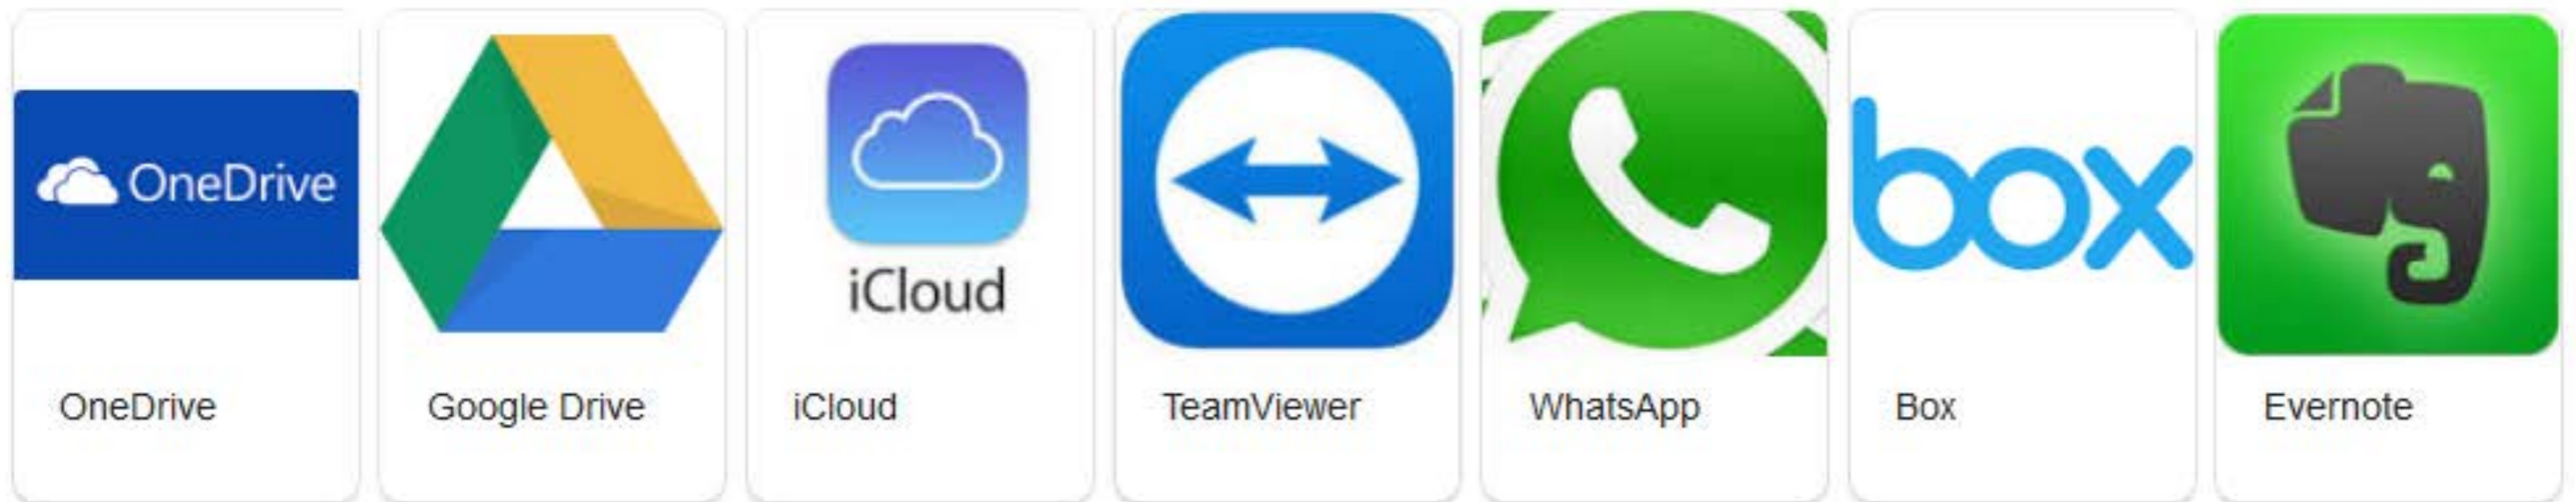 OneDrive
iCloud
box
OneDrive
Google Drive
iCloud
TeamViewer
WhatsApp
Box
Evernote